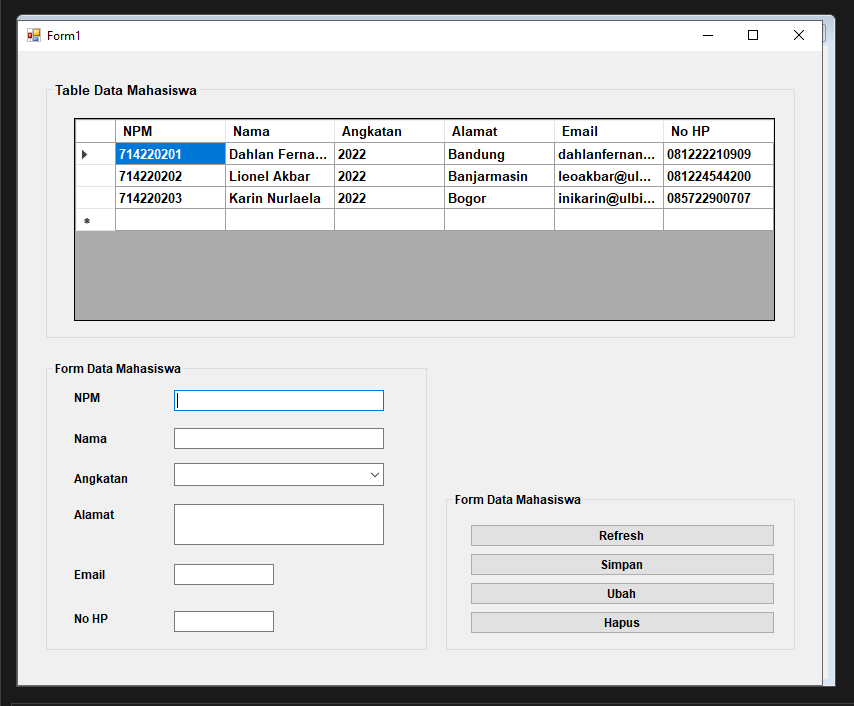 Form1
Table Data Mahasiswa
NPM Nama Angkatan Alamat Email No HP
714220201 Dahlan Ferna... 2022 Bandung dahlanfernan... 081222210909
714220202 Lionel Akbar 2022 Banjarmasin leoakbar@ul... 081224544200
714220203 Karin Nurlaela 2022 Bogor inikarin@ulbi... 085722900707
Form Data Mahasiswa
NPM
Nama
Angkatan
Alamat
Email
No HP
Form Data Mahasiswa
Refresh
Simpan
Ubah
Hapus